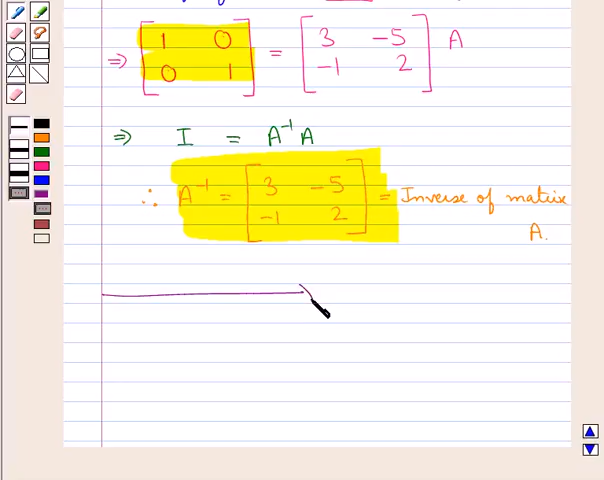 ⇒ [1 0; 0 1] = [3 -5; -1 2] A
⇒ I = A⁻¹A
∴ A⁻¹ = [3 -5; -1 2] = Inverse of matrix
A.